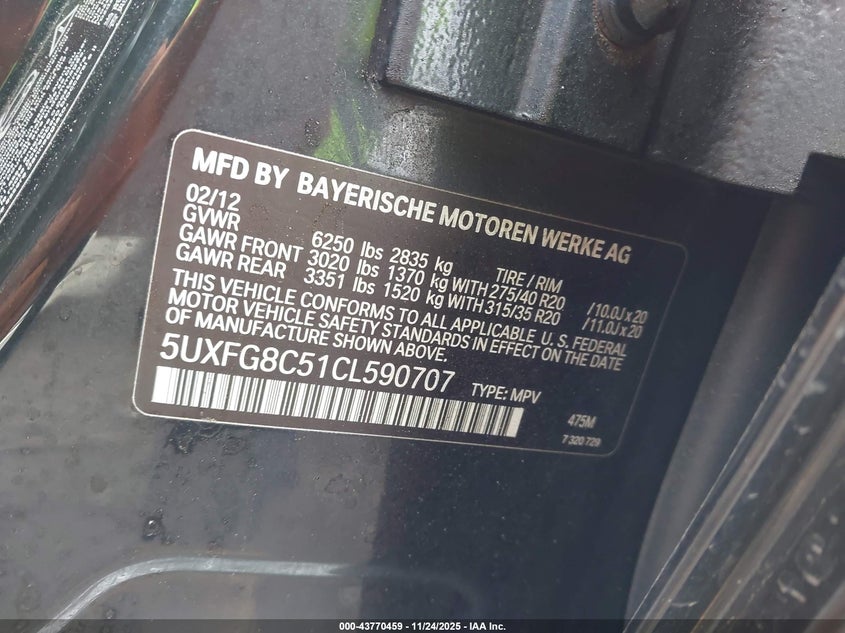 MFD BY BAYERISCHE MOTOREN WERKE AG
02/12
GVWR 6250 lbs 2835 kg TIRE / RIM
GAWR FRONT 3020 lbs 1370 kg WITH 275/40 R20 /10.0J x 20
GAWR REAR 3351 lbs 1520 kg WITH 315/35 R20 /11.0J x 20
THIS VEHICLE CONFORMS TO ALL APPLICABLE U. S. FEDERAL
MOTOR VEHICLE SAFETY STANDARDS IN EFFECT ON THE DATE
OF MANUFACTURE SHOWN ABOVE.
5UXFG8C51CL590707 TYPE: MPV
475M
7 320 729
000-43770459 - 11/24/2025 - IAA Inc.